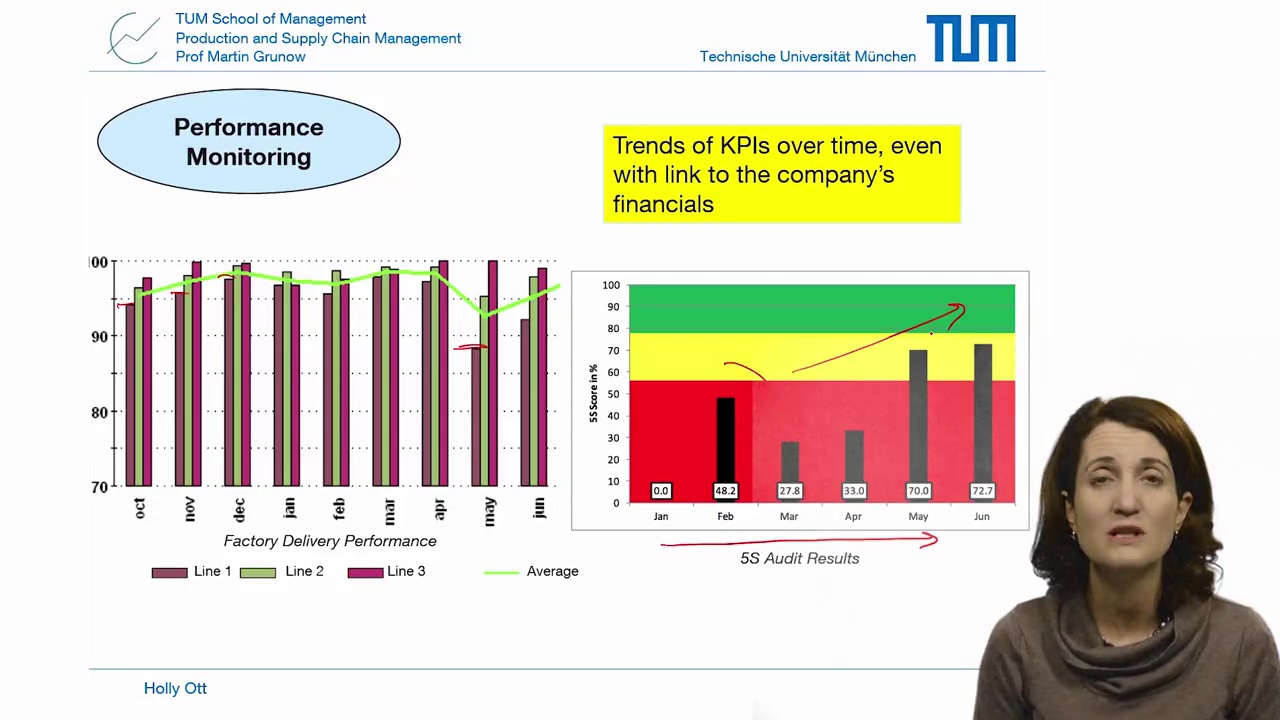 TUM School of Management
Production and Supply Chain Management
Prof Martin Grunow
Technische Universität München
TUM
Performance
Monitoring
Trends of KPIs over time, even
with link to the company's
financials
00
90
80
70
oct nov dec jan feb mar apr may jun
Factory Delivery Performance
Line 1 Line 2 Line 3 Average
5S Score in %
100
90
80
70
60
50
40
30
20
10
0
0.0 48.2 27.8 33.0 70.0 72.7
Jan Feb Mar Apr May Jun
5S Audit Results
Holly Ott